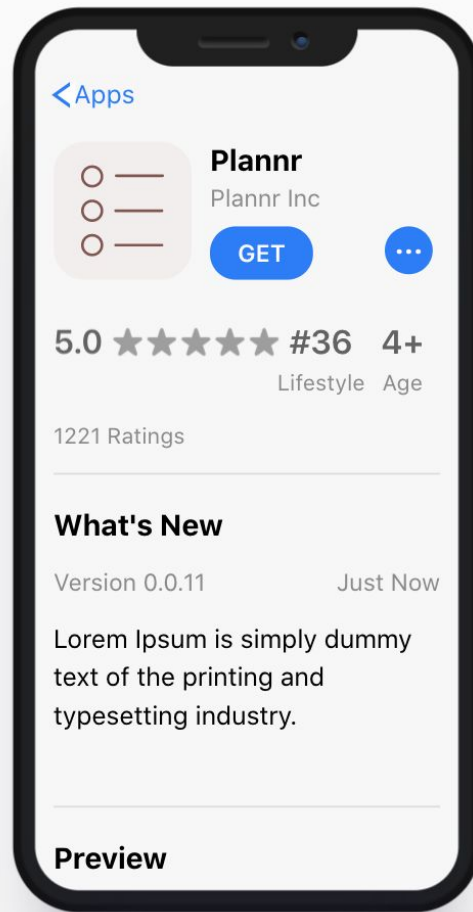 Apps
Plannr
Plannr Inc
GET
5.0 #36 4+
Lifestyle Age
1221 Ratings
What's New
Version 0.0.11 Just Now
Lorem Ipsum is simply dummy
text of the printing and
typesetting industry.
Preview